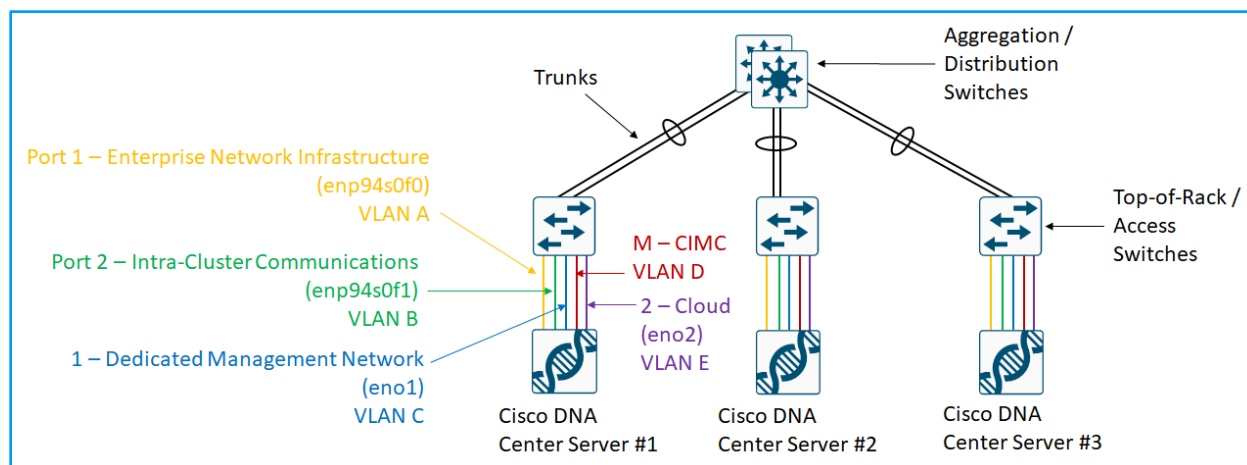 Aggregation /
Distribution
Switches
Trunks
Port 1 – Enterprise Network Infrastructure
(enp94s0f0)
VLAN A
Top-of-Rack /
Access
Switches
M – CIMC
VLAN D
Port 2 – Intra-Cluster Communications
(enp94s0f1)
VLAN B
2 – Cloud
(eno2)
VLAN E
1 – Dedicated Management Network
(eno1)
VLAN C
Cisco DNA
Center Server #1
Cisco DNA
Center Server #2
Cisco DNA
Center Server #3